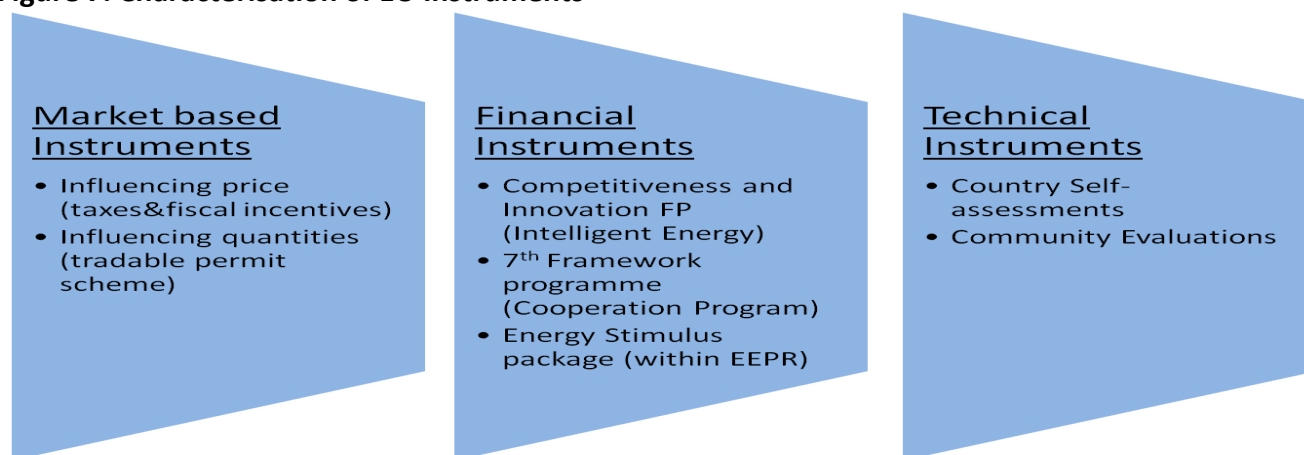 Market based
Instruments
• Influencing price
(taxes&fiscal incentives)
• Influencing quantities
(tradable permit
scheme)
Financial
Instruments
• Competitiveness and
Innovation FP
(Intelligent Energy)
• 7th Framework
programme
(Cooperation Program)
• Energy Stimulus
package (within EEPR)
Technical
Instruments
• Country Self-
assessments
• Community Evaluations